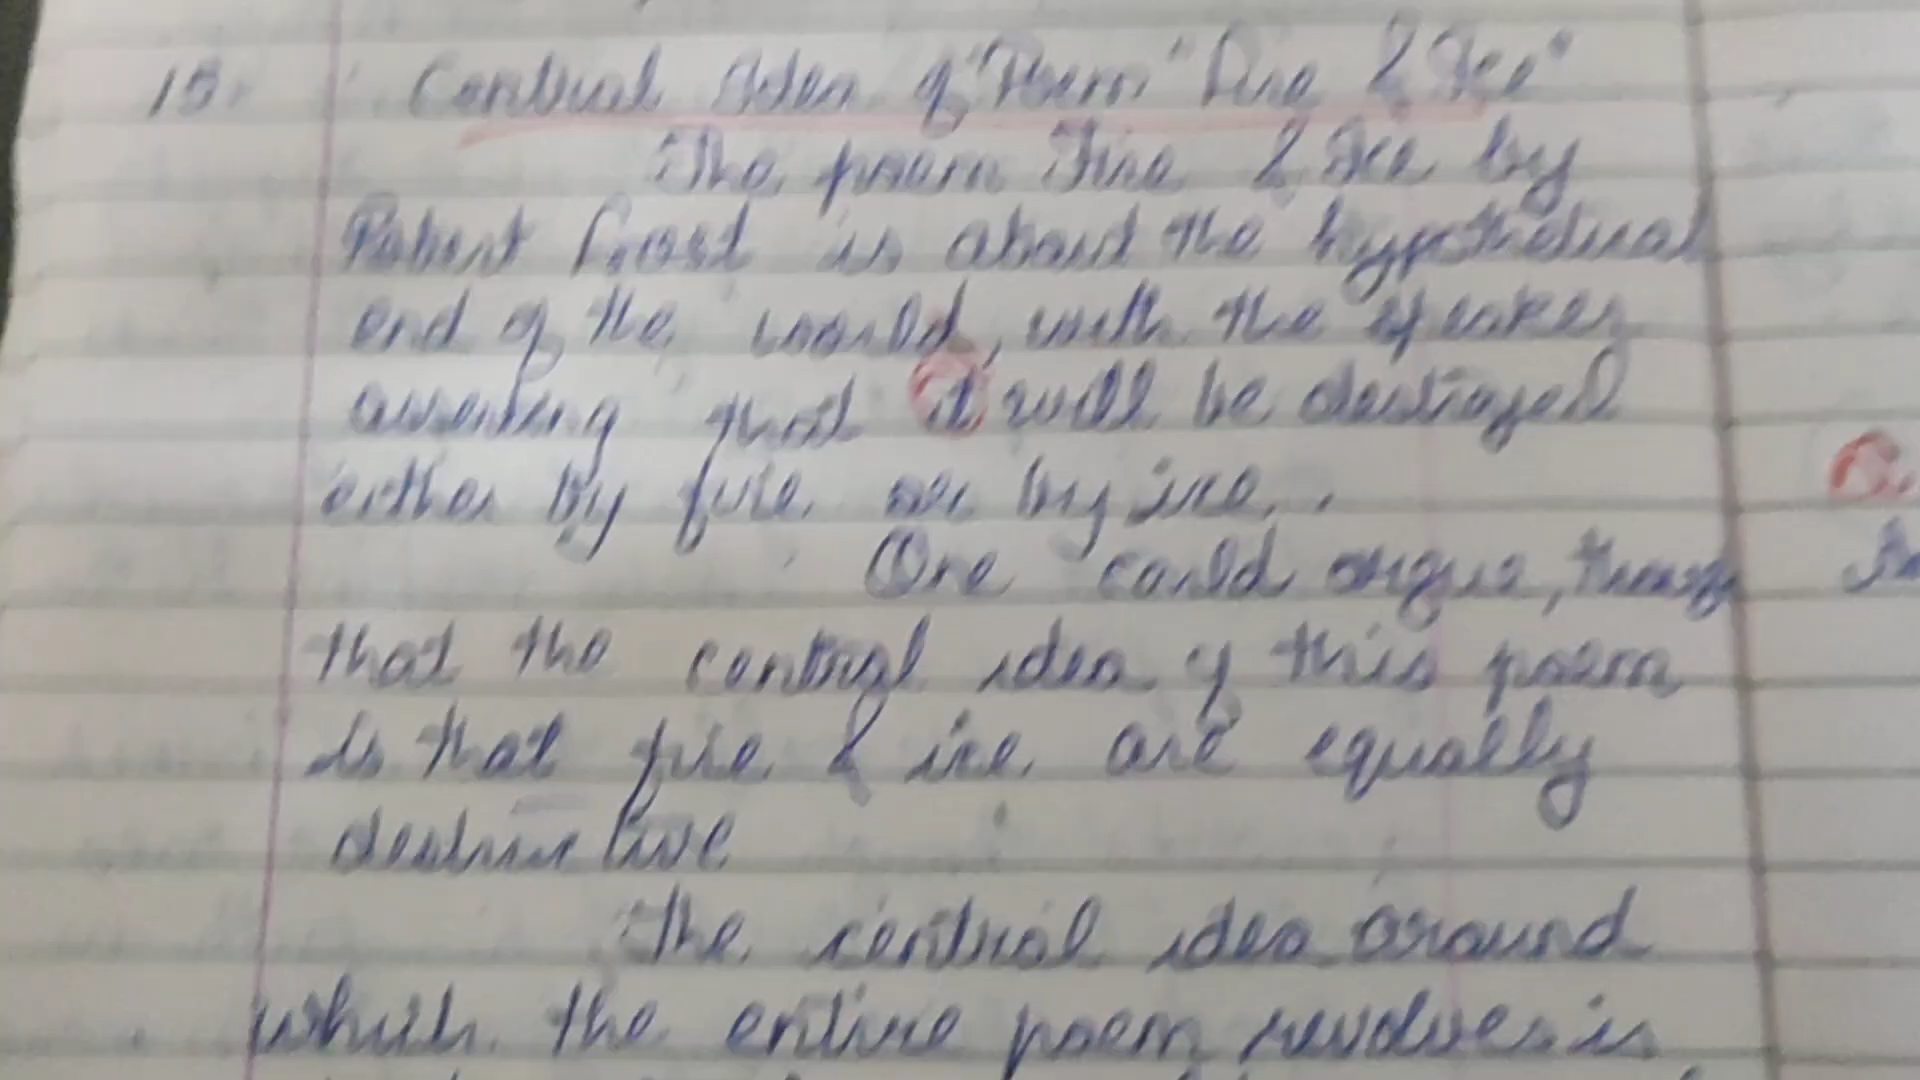 15. Central Idea of "Poem" "Fire & Ice"
The poem Fire & Ice by
Robert Frost is about the hypothetical
end of the world, with the speaker
asserting that it will be destroyed
either by fire or by ice.
One could argue, though
that the central idea of this poem
is that fire & ice are equally
destructive
The central idea around
which the entire poem revolves is